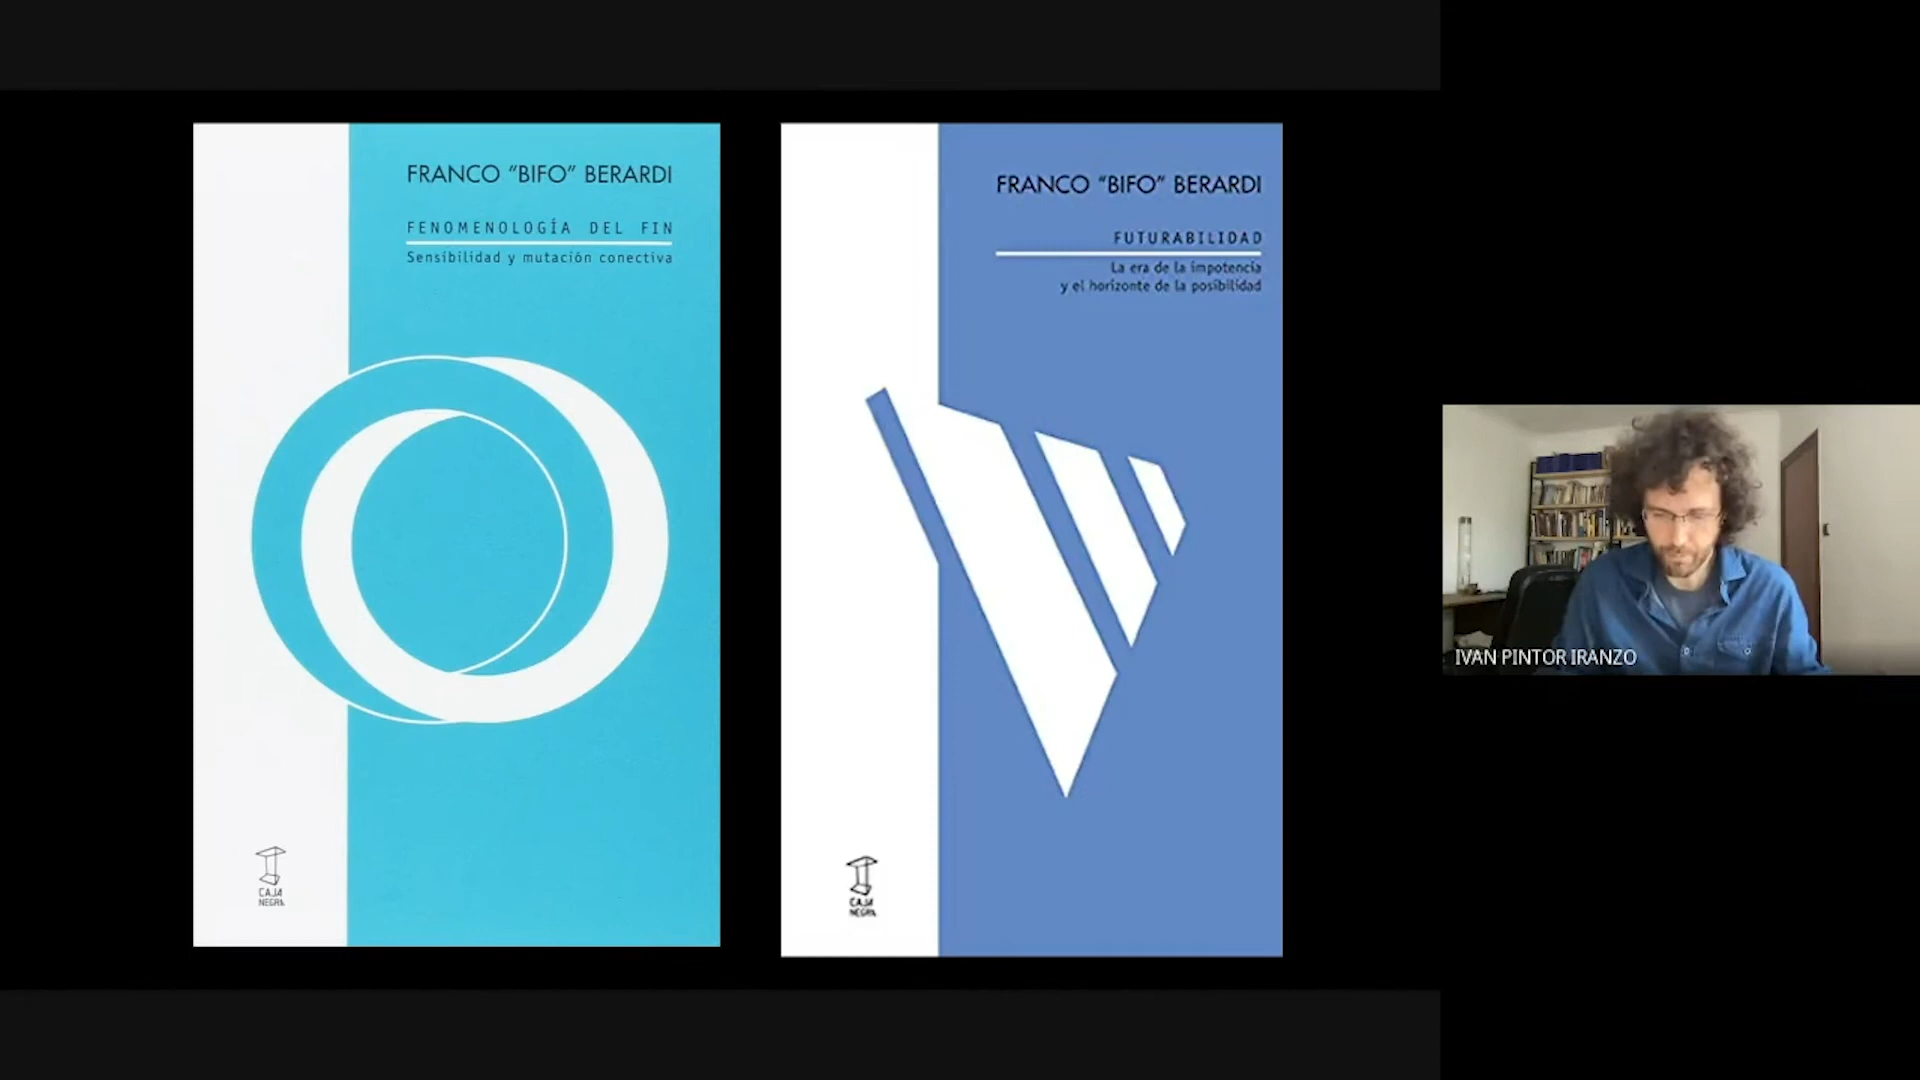 FRANCO “BIFO” BERARDI
FENOMENOLOGÍA DEL FIN
Sensibilidad y mutación conectiva
CAJA
NEGRA
FRANCO “BIFO” BERARDI
FUTURABILIDAD
La era de la impotencia
y el horizonte de la posibilidad
CAJA
NEGRA
IVAN PINTOR IRANZO